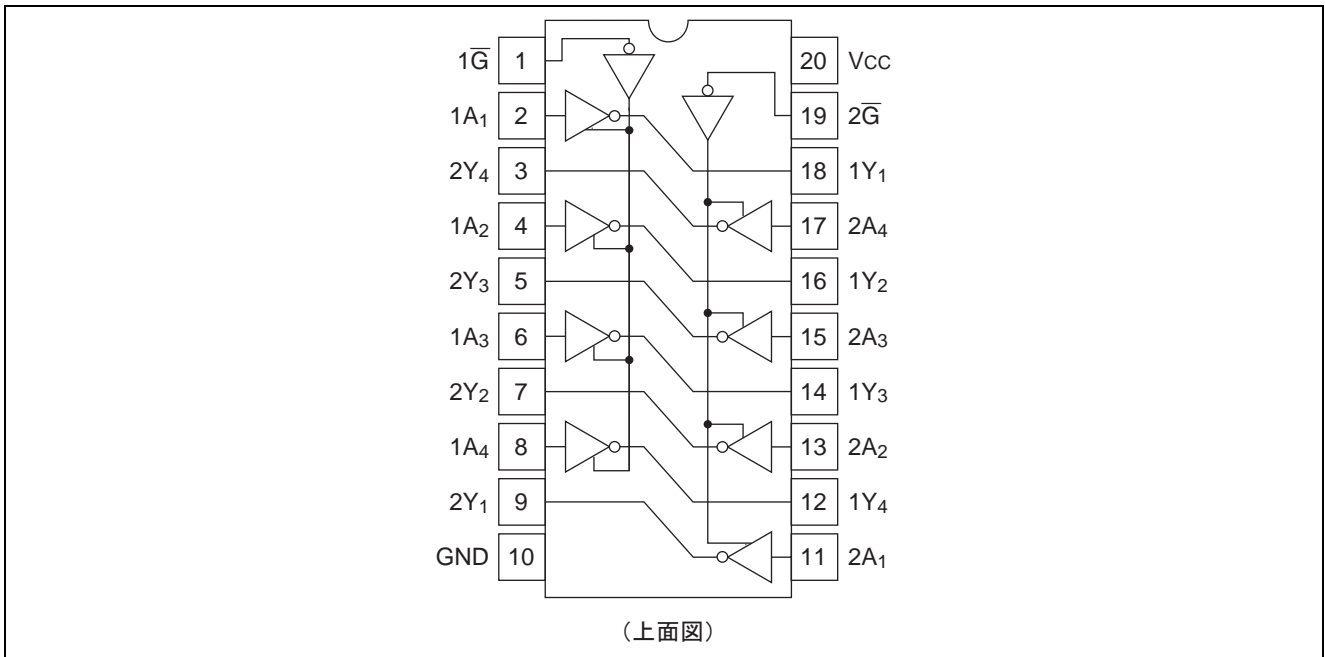 1G̅ 1 20 Vcc
1A1 2 19 2G̅
2Y4 3 18 1Y1
1A2 4 17 2A4
2Y3 5 16 1Y2
1A3 6 15 2A3
2Y2 7 14 1Y3
1A4 8 13 2A2
2Y1 9 12 1Y4
GND 10 11 2A1
(上面図)